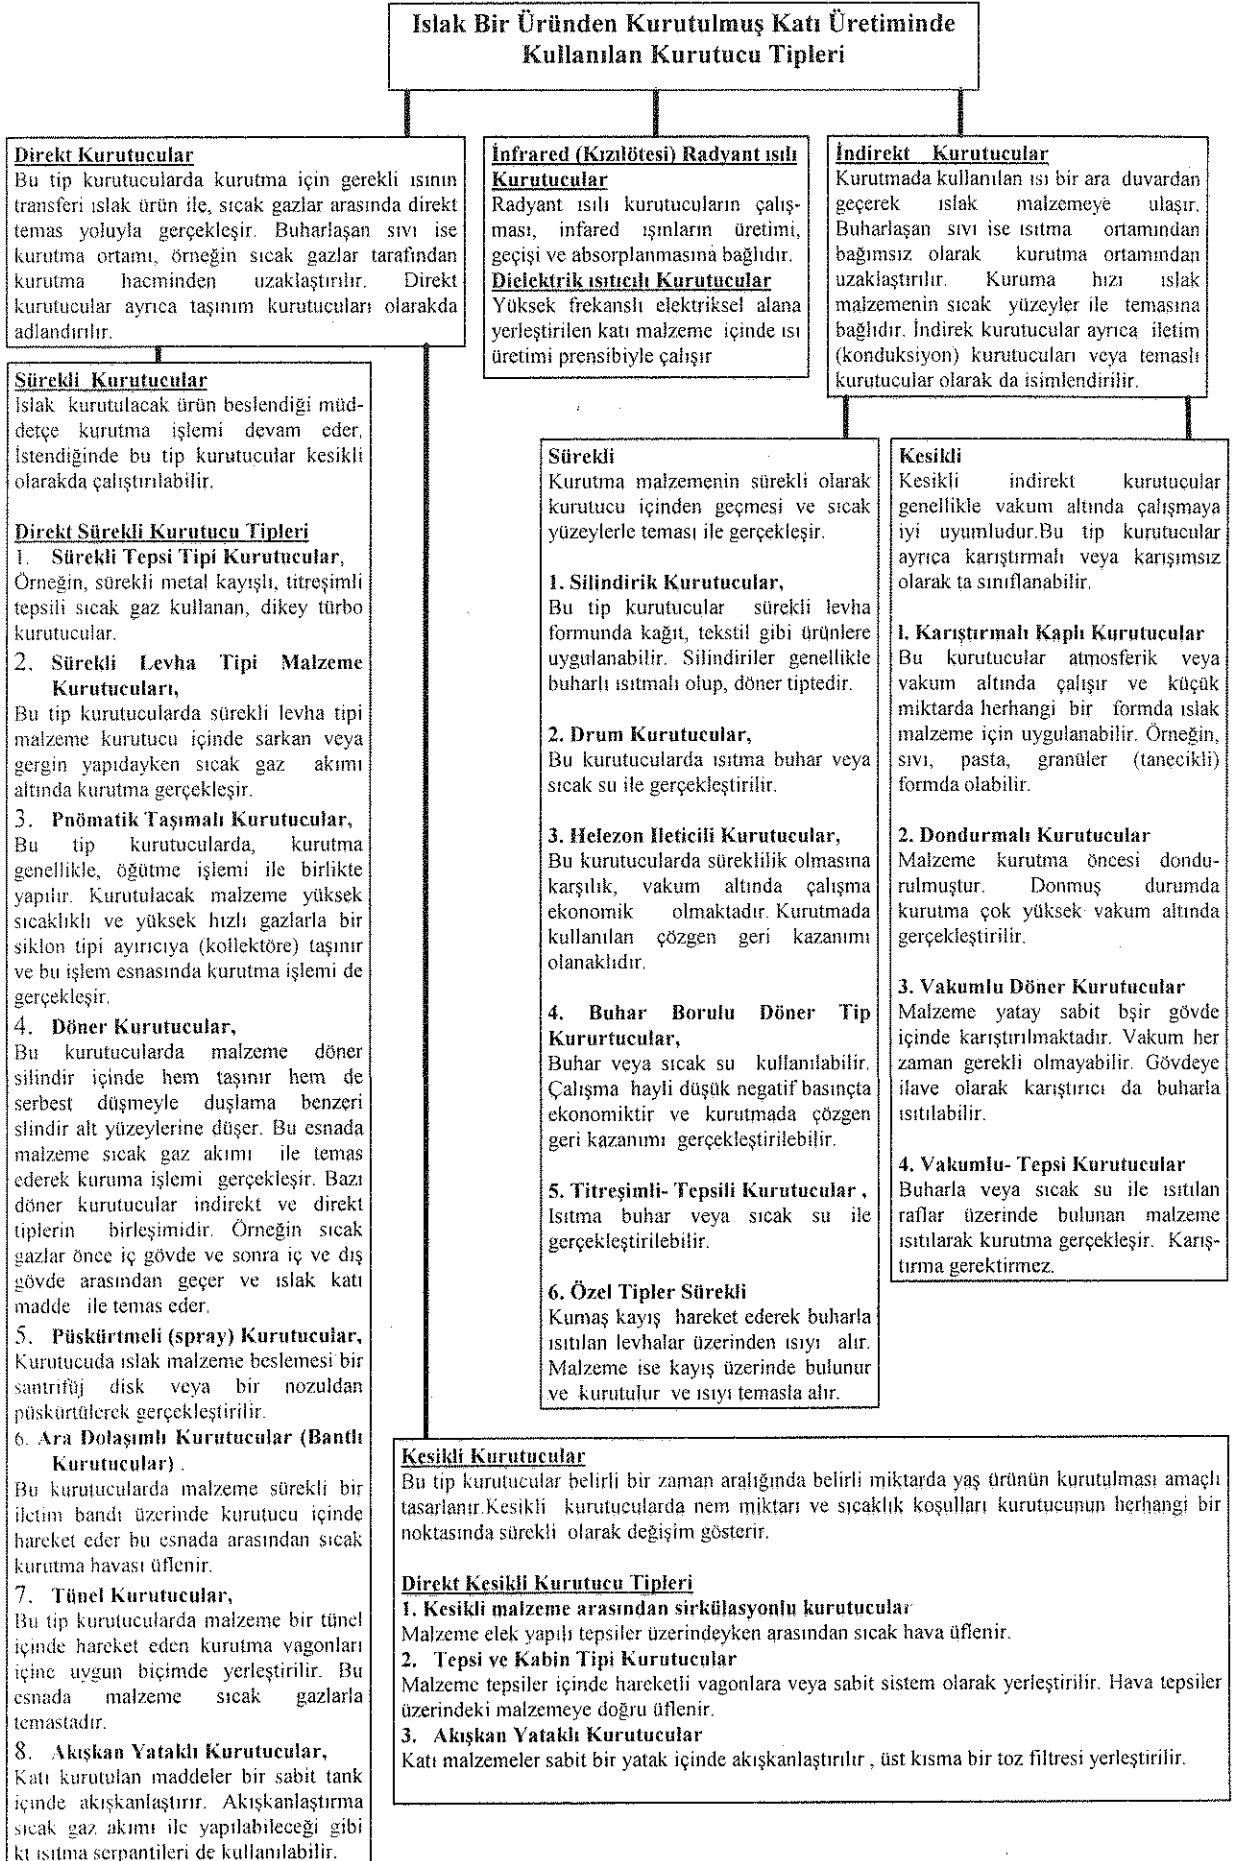 Islak Bir Üründen Kurutulmuş Katı Üretiminde
Kullanılan Kurutucu Tipleri
Direkt Kurutucular
Bu tip kurutucularda kurutma için gerekli ısının
transferi ıslak ürün ile, sıcak gazlar arasında direkt
temas yoluyla gerçekleşir. Buharlaşan sıvı ise
kurutma ortamı, örneğin sıcak gazlar tarafından
kurutma hacminden uzaklaştırılır. Direkt
kurutucular ayrıca taşınım kurutucuları olarakda
adlandırılır.
İnfrared (Kızılötesi) Radyant ısılı
Kurutucular
Radyant ısılı kurutucuların çalış-
ması, infared ışınların üretimi,
geçişi ve absorplanmasına bağlıdır.
Dielektrik ısıtıcılı Kurutucular
Yüksek frekanslı elektriksel alana
yerleştirilen katı malzeme içinde ısı
üretimi prensibiyle çalışır
İndirekt Kurutucular
Kurutmada kullanılan ısı bir ara duvardan
geçerek ıslak malzemeye ulaşır.
Buharlaşan sıvı ise ısıtma ortamından
bağımsız olarak kurutma ortamından
uzaklaştırılır. Kuruma hızı ıslak
malzemenin sıcak yüzeyler ile temasına
bağlıdır. İndirek kurutucular ayrıca iletim
(konduksiyon) kurutucuları veya temaslı
kurutucular olarak da isimlendirilir.
Sürekli Kurutucular
Islak kurutulacak ürün beslendiği müd-
detçe kurutma işlemi devam eder.
İstendiğinde bu tip kurutucular kesikli
olarakda çalıştırılabilir.
Direkt Sürekli Kurutucu Tipleri
1. Sürekli Tepsi Tipi Kurutucular,
Örneğin, sürekli metal kayışlı, titreşimli
tepsili sıcak gaz kullanan, dikey türbo
kurutucular.
2. Sürekli Levha Tipi Malzeme
Kurutucuları,
Bu tip kurutucularda sürekli levha tipi
malzeme kurutucu içinde sarkan veya
gergin yapıdayken sıcak gaz akımı
altında kurutma gerçekleşir.
3. Pnömatik Taşımalı Kurutucular,
Bu tip kurutucularda, kurutma
genellikle, öğütme işlemi ile birlikte
yapılır. Kurutulacak malzeme yüksek
sıcaklıklı ve yüksek hızlı gazlarla bir
siklon tipi ayırıcıya (kollektöre) taşınır
ve bu işlem esnasında kurutma işlemi de
gerçekleşir.
4. Döner Kurutucular,
Bu kurutucularda malzeme döner
silindir içinde hem taşınır hem de
serbest düşmeyle duşlama benzeri
slindir alt yüzeylerine düşer. Bu esnada
malzeme sıcak gaz akımı ile temas
ederek kuruma işlemi gerçekleşir. Bazı
döner kurutucular indirekt ve direkt
tiplerin birleşimidir. Örneğin sıcak
gazlar önce iç gövde ve sonra iç ve dış
gövde arasından geçer ve ıslak katı
madde ile temas eder.
5. Püskürtmeli (spray) Kurutucular,
Kurutucuda ıslak malzeme beslemesi bir
santrifüj disk veya bir nozuldan
püskürtülerek gerçekleştirilir.
6. Ara Dolaşımlı Kurutucular (Bantlı
Kurutucular) .
Bu kurutucularda malzeme sürekli bir
iletim bandı üzerinde kurutucu içinde
hareket eder bu esnada arasından sıcak
kurutma havası üflenir.
7. Tünel Kurutucular,
Bu tip kurutucularda malzeme bir tünel
içinde hareket eden kurutma vagonları
içine uygun biçimde yerleştirilir. Bu
esnada malzeme sıcak gazlarla
temastadır.
8. Akışkan Yataklı Kurutucular,
Katı kurutulan maddeler bir sabit tank
içinde akışkanlaştırır. Akışkanlaştırma
sıcak gaz akımı ile yapılabileceği gibi
kt ısıtma serpantileri de kullanılabilir.
Sürekli
Kurutma malzemenin sürekli olarak
kurutucu içinden geçmesi ve sıcak
yüzeylerle teması ile gerçekleşir.
1. Silindirik Kurutucular,
Bu tip kurutucular sürekli levha
formunda kağıt, tekstil gibi ürünlere
uygulanabilir. Silindiriler genellikle
buharlı ısıtmalı olup, döner tiptedir.
2. Drum Kurutucular,
Bu kurutucularda ısıtma buhar veya
sıcak su ile gerçekleştirilir.
3. Helezon Ileticili Kurutucular,
Bu kurutucularda süreklilik olmasına
karşılık, vakum altında çalışma
ekonomik olmaktadır. Kurutmada
kullanılan çözgen geri kazanımı
olanaklıdır.
4. Buhar Borulu Döner Tip
Kururtucular,
Buhar veya sıcak su kullanılabilir.
Çalışma hayli düşük negatif basınçta
ekonomiktir ve kurutmada çözgen
geri kazanımı gerçekleştirilebilir.
5. Titreşimli- Tepsili Kurutucular ,
Isıtma buhar veya sıcak su ile
gerçekleştirilebilir.
6. Özel Tipler Sürekli
Kumaş kayış hareket ederek buharla
ısıtılan levhalar üzerinden ısıyı alır.
Malzeme ise kayış üzerinde bulunur
ve kurutulur ve ısıyı temasla alır.
Kesikli
Kesikli indirekt kurutucular
genellikle vakum altında çalışmaya
iyi uyumludur.Bu tip kurutucular
ayrıca karıştırmalı veya karışımsız
olarak ta sınıflanabilir.
1. Karıştırmalı Kaplı Kurutucular
Bu kurutucular atmosferik veya
vakum altında çalışır ve küçük
miktarda herhangi bir formda ıslak
malzeme için uygulanabilir. Örneğin,
sıvı, pasta, granüler (tanecikli)
formda olabilir.
2. Dondurmalı Kurutucular
Malzeme kurutma öncesi dondu-
rulmuştur. Donmuş durumda
kurutma çok yüksek vakum altında
gerçekleştirilir.
3. Vakumlu Döner Kurutucular
Malzeme yatay sabit bşir gövde
içinde karıştırılmaktadır. Vakum her
zaman gerekli olmayabilir. Gövdeye
ilave olarak karıştırıcı da buharla
ısıtılabilir.
4. Vakumlu- Tepsi Kurutucular
Buharla veya sıcak su ile ısıtılan
raflar üzerinde bulunan malzeme
ısıtılarak kurutma gerçekleşir. Karış-
tırma gerektirmez.
Kesikli Kurutucular
Bu tip kurutucular belirli bir zaman aralığında belirli miktarda yaş ürünün kurutulması amaçlı
tasarlanır.Kesikli kurutucularda nem miktarı ve sıcaklık koşulları kurutucunun herhangi bir
noktasında sürekli olarak değişim gösterir.
Direkt Kesikli Kurutucu Tipleri
1. Kesikli malzeme arasından sirkülasyonlu kurutucular
Malzeme elek yapılı tepsiler üzerindeyken arasından sıcak hava üflenir.
2. Tepsi ve Kabin Tipi Kurutucular
Malzeme tepsiler içinde hareketli vagonlara veya sabit sistem olarak yerleştirilir. Hava tepsiler
üzerindeki malzemeye doğru üflenir.
3. Akışkan Yataklı Kurutucular
Katı malzemeler sabit bir yatak içinde akışkanlaştırılır , üst kısma bir toz filtresi yerleştirilir.